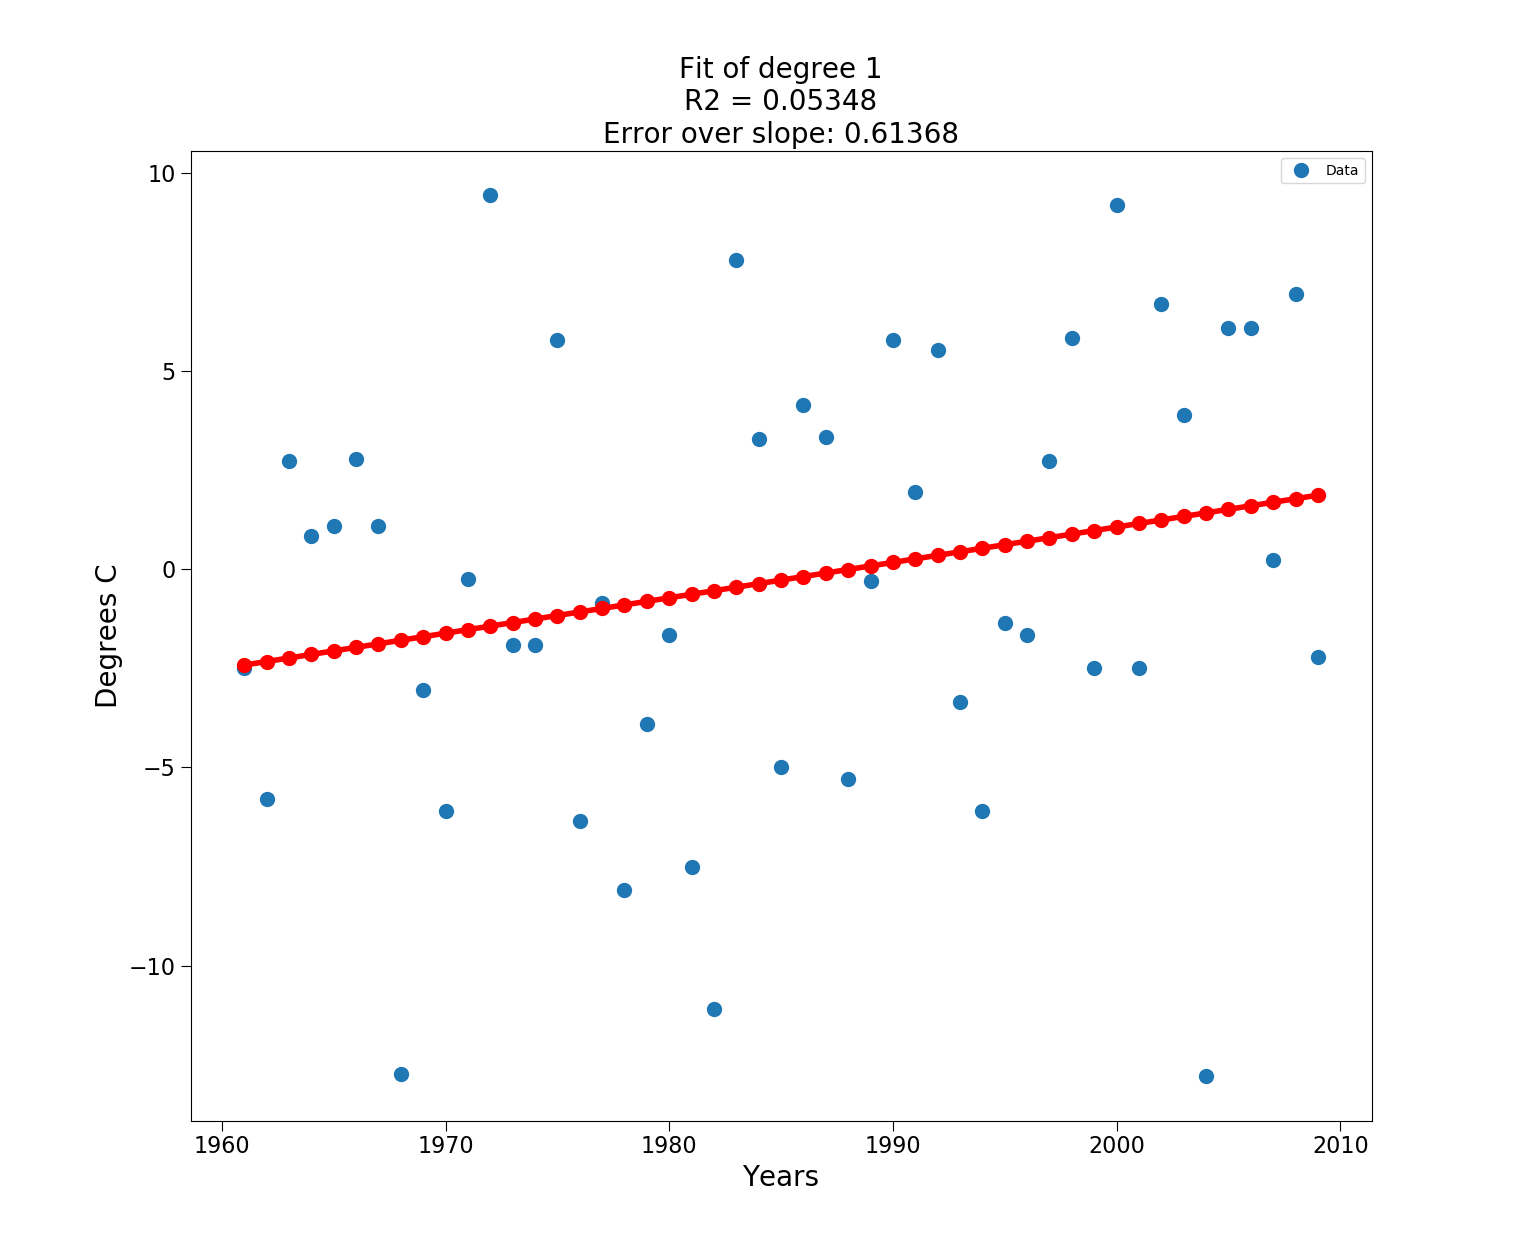 Fit of degree 1
R2 = 0.05348
Error over slope: 0.61368
Data
10
5
0
−5
−10
Degrees C
1960 1970 1980 1990 2000 2010
Years